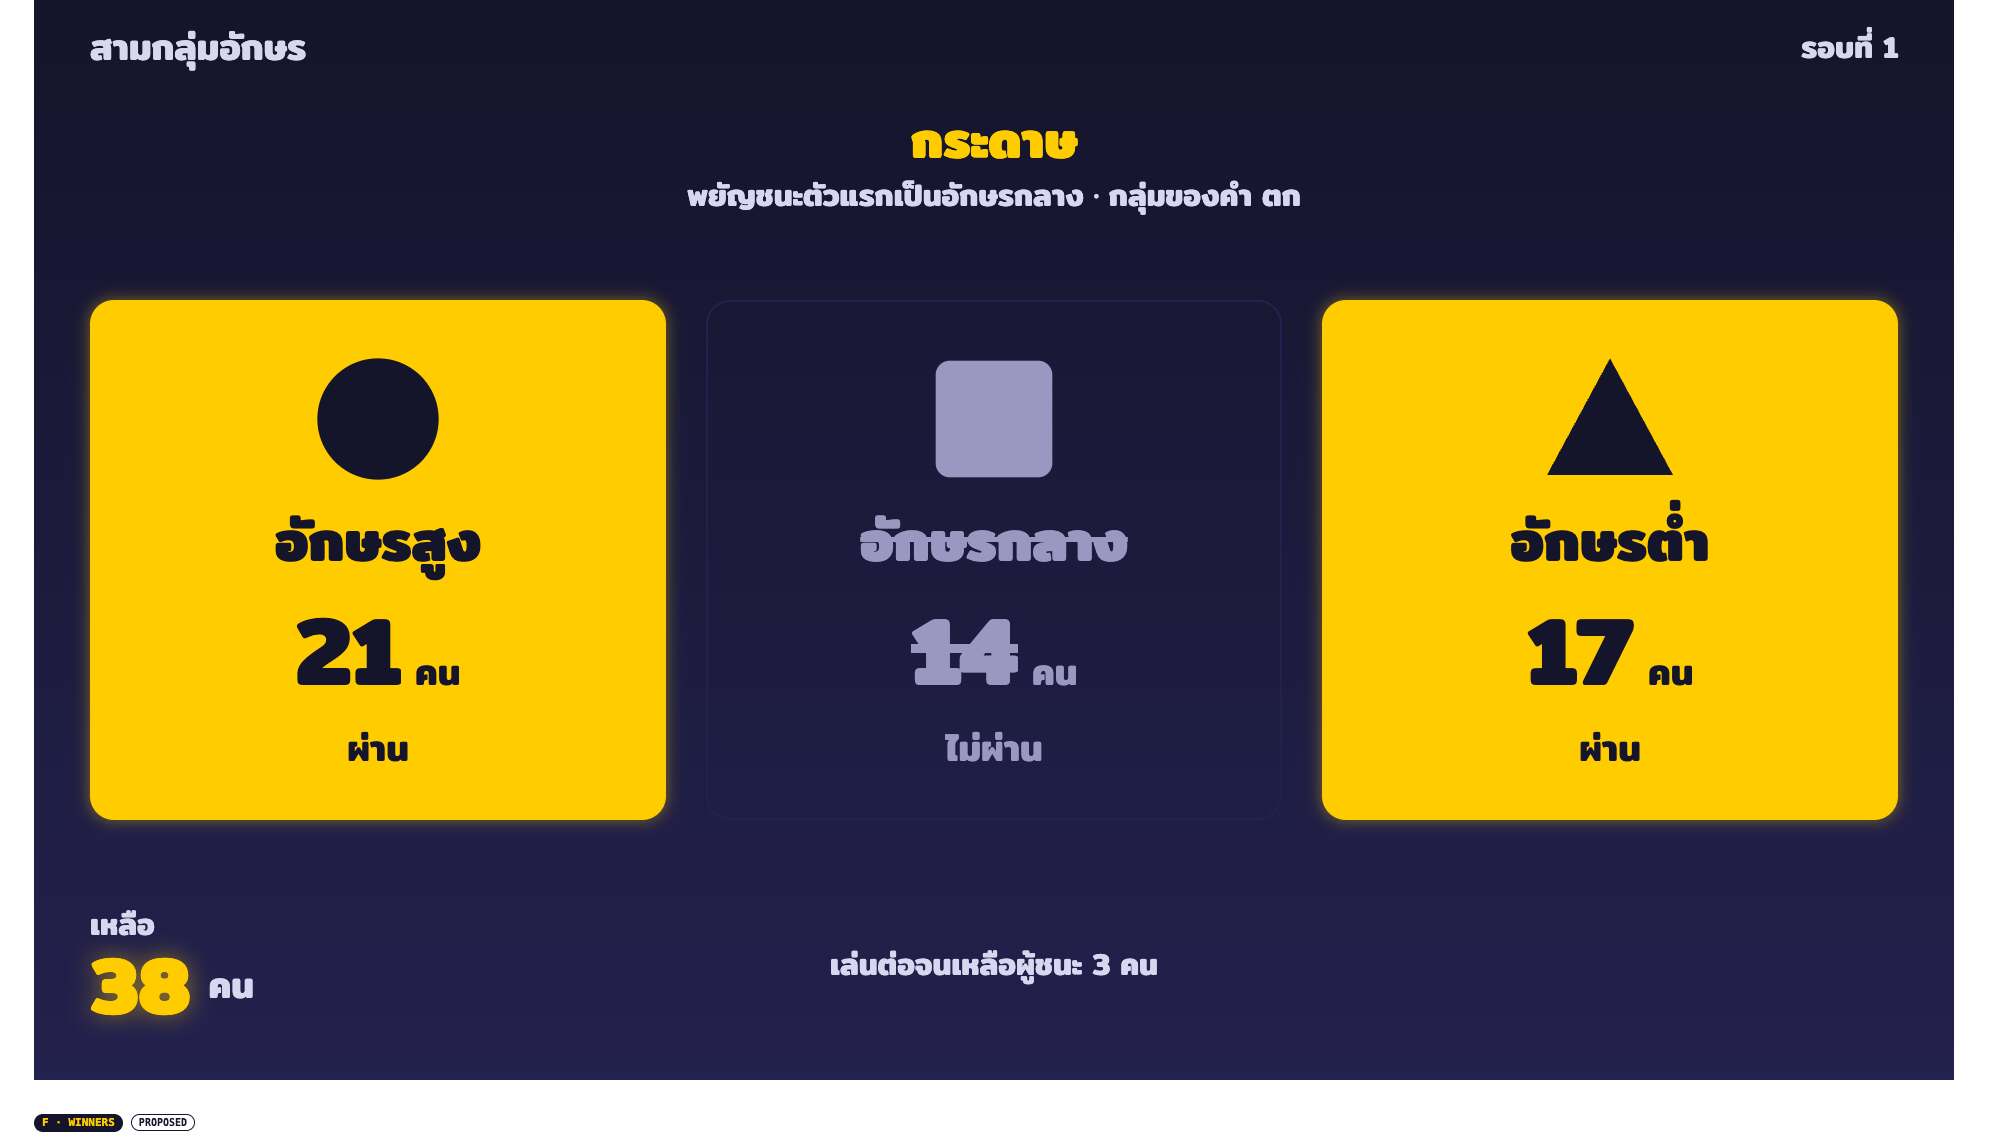 สามกลุ่มอักษร
รอบที่ 1
กระดาษ
พยัญชนะตัวแรกเป็นอักษรกลาง · กลุ่มของคำ ตก
อักษรสูง
21 คน
ผ่าน
อักษรกลาง
14 คน
ไม่ผ่าน
อักษรต่ำ
17 คน
ผ่าน
เหลือ
38 คน
เล่นต่อจนเหลือผู้ชนะ 3 คน
F · WINNERS
PROPOSED